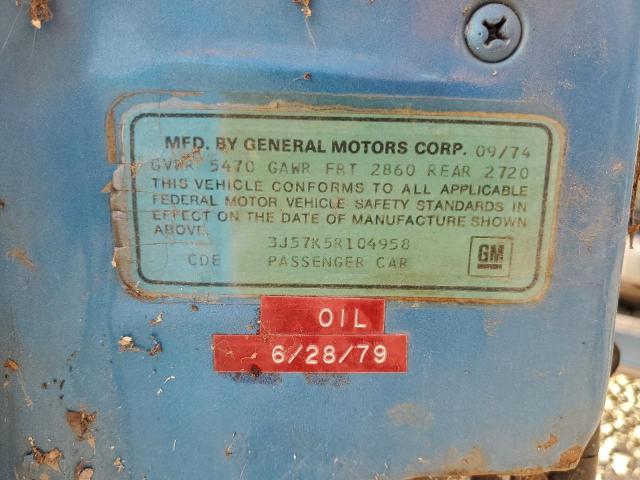 MFD. BY GENERAL MOTORS CORP. 09/74
GVWR 5470 GAWR FRT 2860 REAR 2720
THIS VEHICLE CONFORMS TO ALL APPLICABLE
FEDERAL MOTOR VEHICLE SAFETY STANDARDS IN
EFFECT ON THE DATE OF MANUFACTURE SHOWN
ABOVE.
3J57K5R104958
CDE PASSENGER CAR
GM
OIL
6/28/79